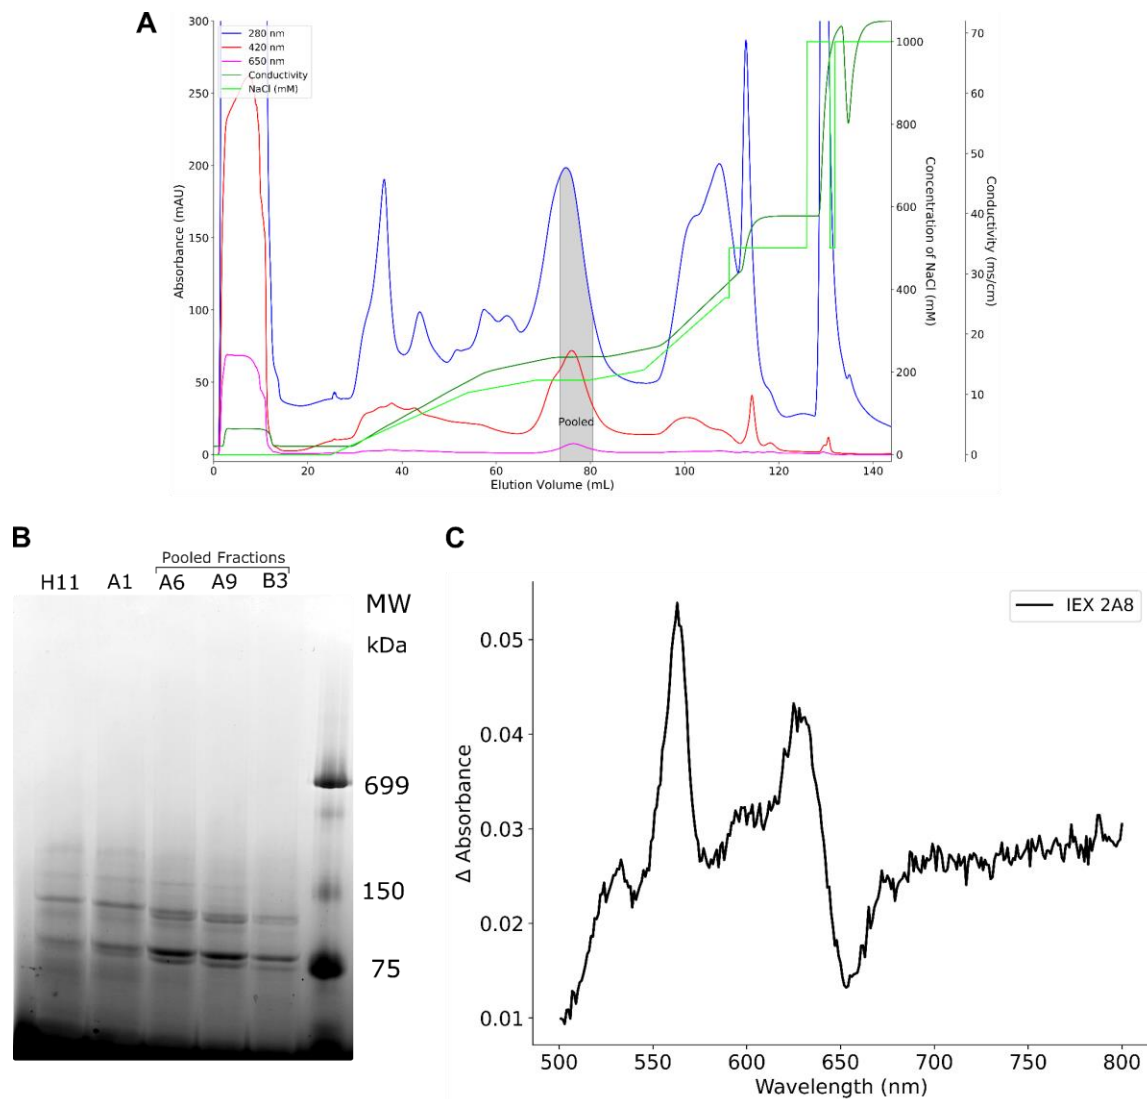 A
280 nm
420 nm
650 nm
Conductivity
NaCl (mM)
300
250
200
150
100
50
0
Absorbance (mAU)
0 20 40 60 80 100 120 140
Elution Volume (mL)
Pooled
1000
800
600
400
200
0
Concentration of NaCl (mM)
70
60
50
40
30
20
10
0
Conductivity (ms/cm)
B
Pooled Fractions
H11 A1 A6 A9 B3
MW
kDa
699
150
75
C
IEX 2A8
0.05
0.04
0.03
0.02
0.01
Δ Absorbance
500 550 600 650 700 750 800
Wavelength (nm)